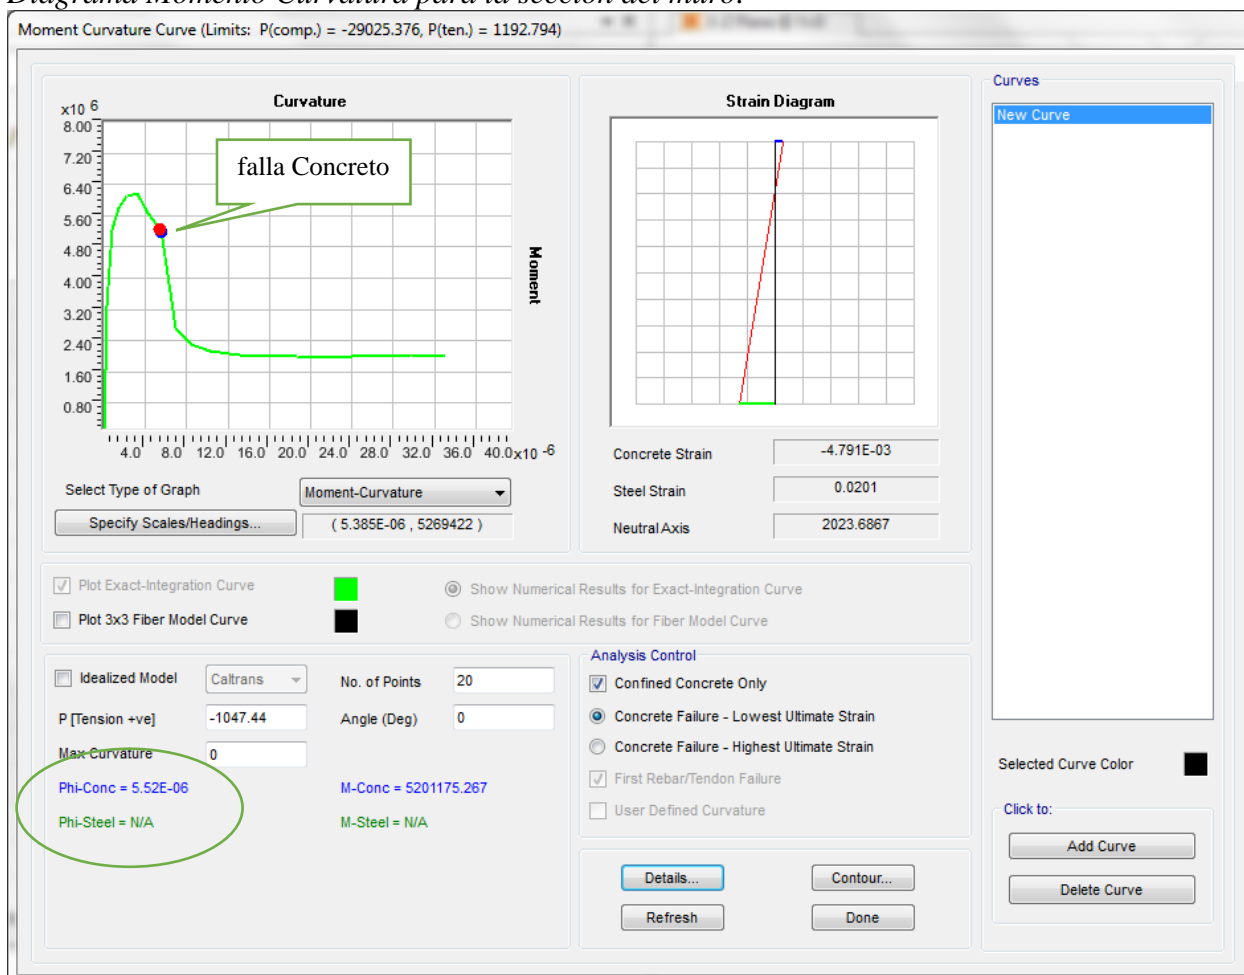 Diagrama Momento-Curvatura para la sección del muro.
Moment Curvature Curve (Limits: P(comp.) = -29025.376, P(ten.) = 1192.794)
Curvature
x10 6
8.00
7.20
6.40
5.60
4.80
4.00
3.20
2.40
1.60
0.80
falla Concreto
Moment
4.0 8.0 12.0 16.0 20.0 24.0 28.0 32.0 36.0 40.0 x10 -6
Select Type of Graph
Moment-Curvature
Specify Scales/Headings...
( 5.385E-06 , 5269422 )
Strain Diagram
Concrete Strain
-4.791E-03
Steel Strain
0.0201
Neutral Axis
2023.6867
Plot Exact-Integration Curve
Show Numerical Results for Exact-Integration Curve
Plot 3x3 Fiber Model Curve
Show Numerical Results for Fiber Model Curve
Idealized Model
Caltrans
No. of Points
20
P [Tension +ve]
-1047.44
Angle (Deg)
0
Max Curvature
0
Phi-Conc = 5.52E-06
M-Conc = 5201175.267
Phi-Steel = N/A
M-Steel = N/A
Analysis Control
Confined Concrete Only
Concrete Failure - Lowest Ultimate Strain
Concrete Failure - Highest Ultimate Strain
First Rebar/Tendon Failure
User Defined Curvature
Details...
Contour...
Refresh
Done
Curves
New Curve
Selected Curve Color
Click to:
Add Curve
Delete Curve